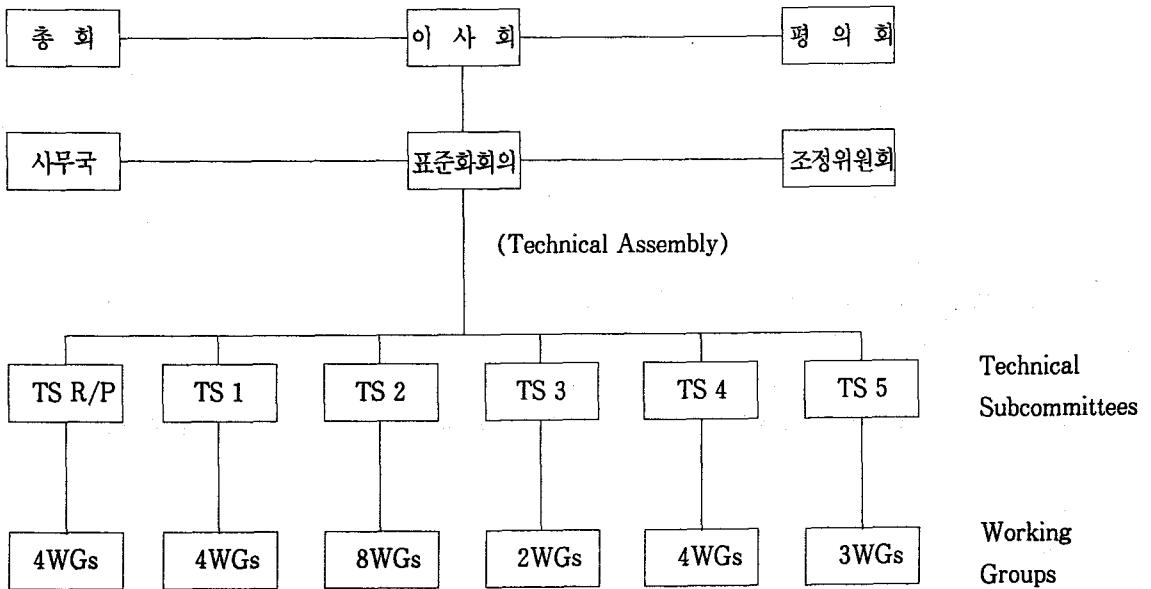 총 회
이 사 회
평 의 회
사무국
표준화회의
조정위원회
(Technical Assembly)
TS R/P
TS 1
TS 2
TS 3
TS 4
TS 5
Technical
Subcommittees
4WGs
4WGs
8WGs
2WGs
4WGs
3WGs
Working
Groups